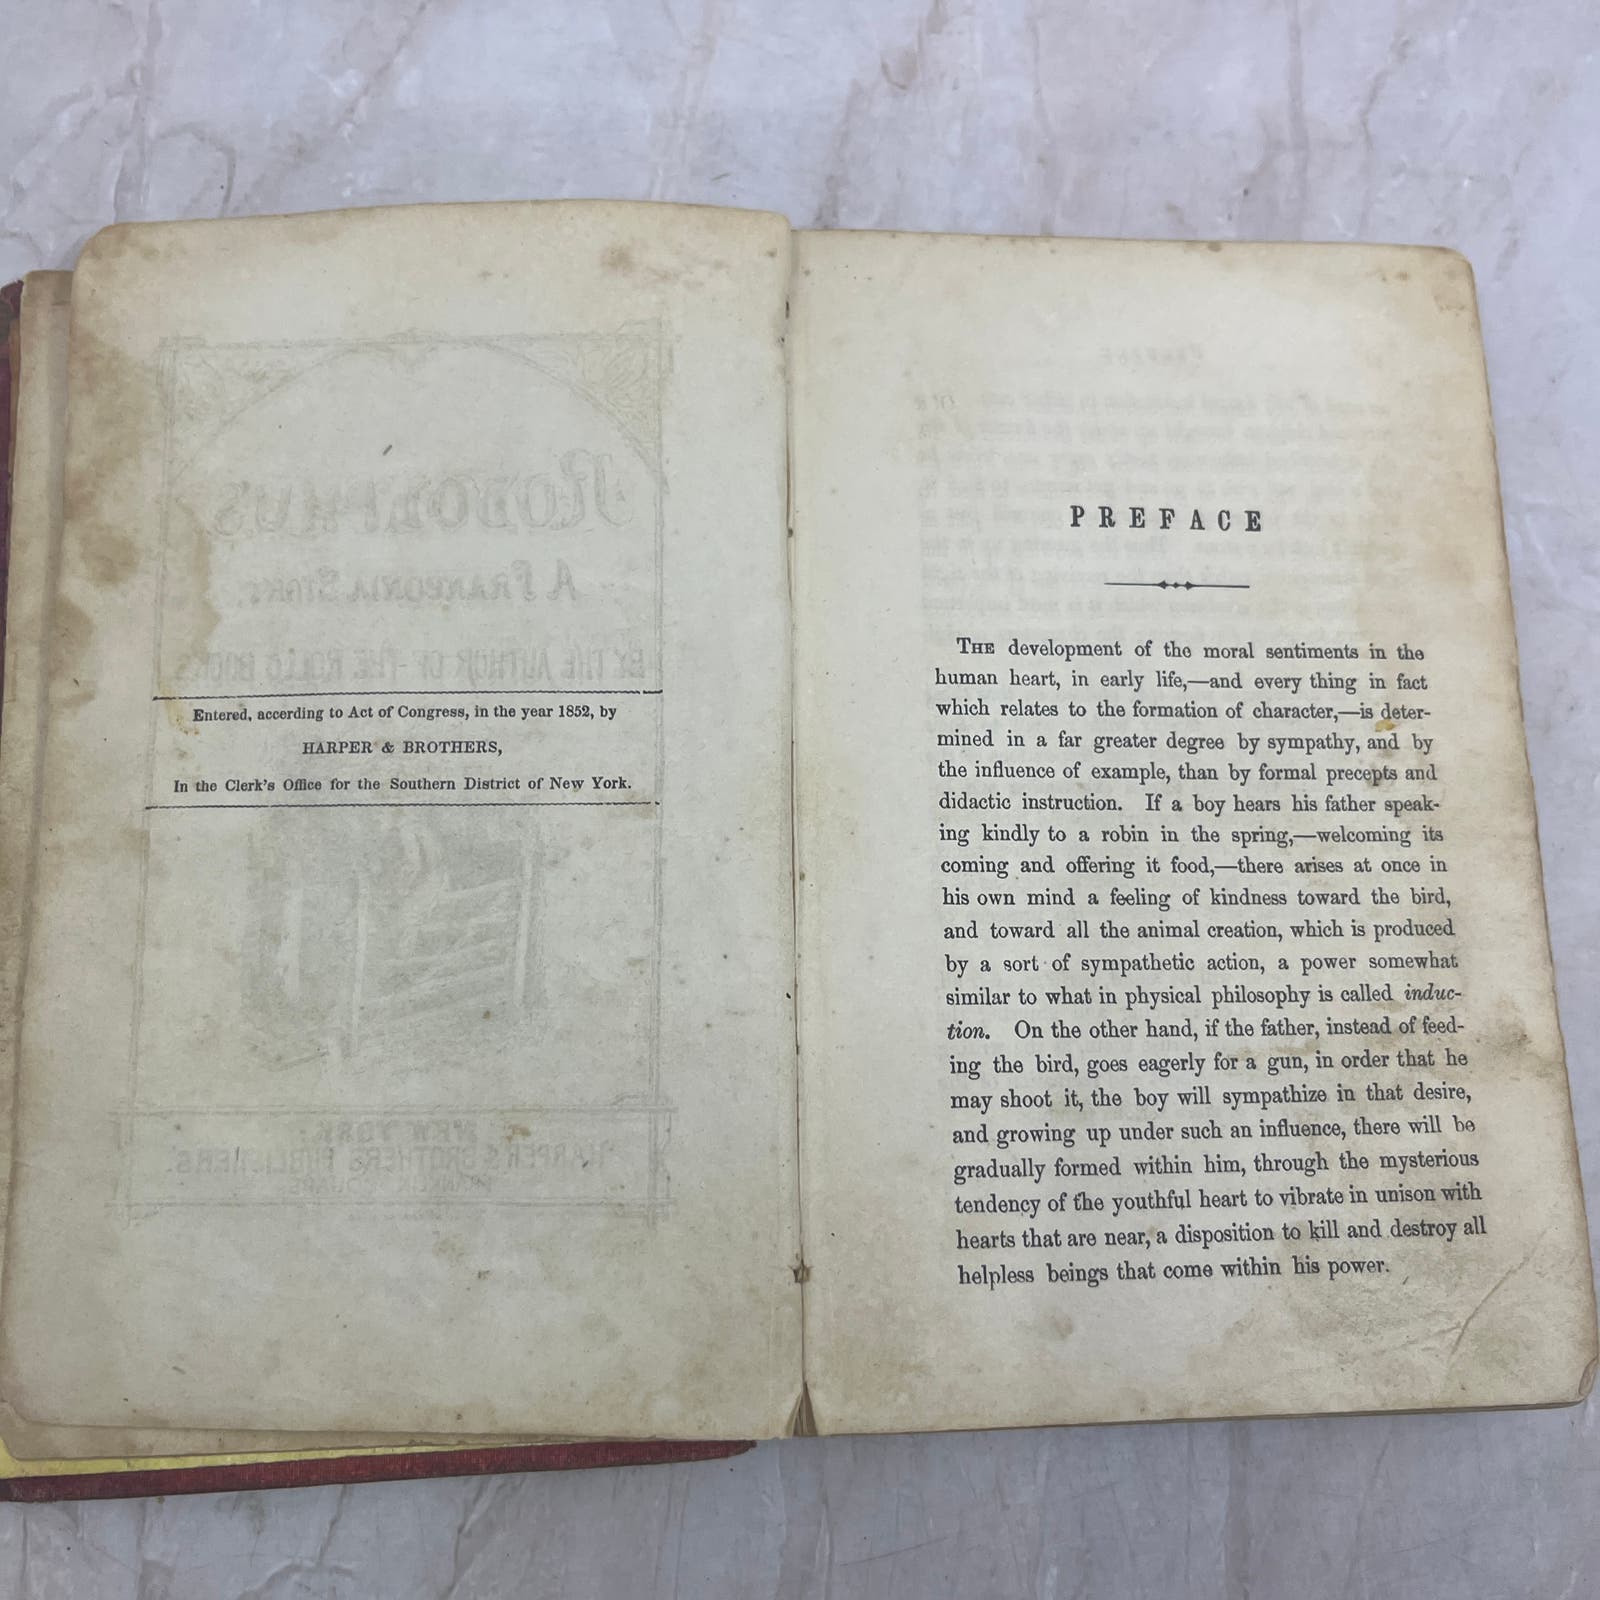 Entered, according to Act of Congress, in the year 1852, by
HARPER & BROTHERS,
In the Clerk's Office for the Southern District of New York.
PREFACE
THE development of the moral sentiments in the
human heart, in early life,—and every thing in fact
which relates to the formation of character,—is deter-
mined in a far greater degree by sympathy, and by
the influence of example, than by formal precepts and
didactic instruction. If a boy hears his father speak-
ing kindly to a robin in the spring,—welcoming its
coming and offering it food,—there arises at once in
his own mind a feeling of kindness toward the bird,
and toward all the animal creation, which is produced
by a sort of sympathetic action, a power somewhat
similar to what in physical philosophy is called induc-
tion. On the other hand, if the father, instead of feed-
ing the bird, goes eagerly for a gun, in order that he
may shoot it, the boy will sympathize in that desire,
and growing up under such an influence, there will be
gradually formed within him, through the mysterious
tendency of the youthful heart to vibrate in unison with
hearts that are near, a disposition to kill and destroy all
helpless beings that come within his power.